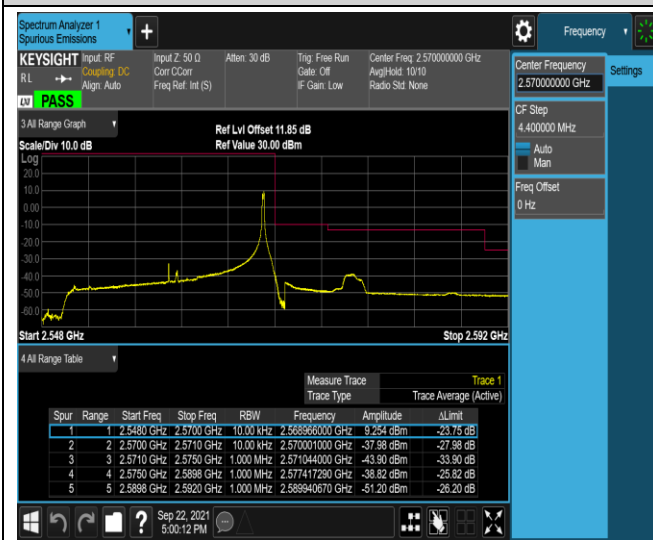 Spectrum Analyzer 1
Spurious Emissions
+
Frequency
KEYSIGHT Input: RF Input Z: 50 Ω Atten: 30 dB Trig: Free Run Center Freq: 2.570000000 GHz
RL Coupling: DC Corr CCorr Gate: Off Avg|Hold: 10/10
Align: Auto Freq Ref: Int (S) IF Gain: Low Radio Std: None
LXI PASS
3 All Range Graph
Ref Lvl Offset 11.85 dB
Scale/Div 10.0 dB Ref Value 30.00 dBm
Log
20.0
10.0
0.00
-10.0
-20.0
-30.0
-40.0
-50.0
-60.0
Start 2.548 GHz Stop 2.592 GHz
4 All Range Table
Measure Trace Trace 1
Trace Type Trace Average (Active)
Spur Range Start Freq Stop Freq RBW Frequency Amplitude ΔLimit
1 1 2.5480 GHz 2.5700 GHz 10.00 kHz 2.568966000 GHz 9.254 dBm -23.75 dB
2 2 2.5700 GHz 2.5710 GHz 10.00 kHz 2.570001000 GHz -37.98 dBm -27.98 dB
3 3 2.5710 GHz 2.5750 GHz 1.000 MHz 2.571044000 GHz -43.90 dBm -33.90 dB
4 4 2.5750 GHz 2.5898 GHz 1.000 MHz 2.577417290 GHz -38.82 dBm -25.82 dB
5 5 2.5898 GHz 2.5920 GHz 1.000 MHz 2.589940670 GHz -51.20 dBm -26.20 dB
Center Frequency
2.570000000 GHz
Settings
CF Step
4.400000 MHz
Auto
Man
Freq Offset
0 Hz
? Sep 22, 2021
5:00:12 PM